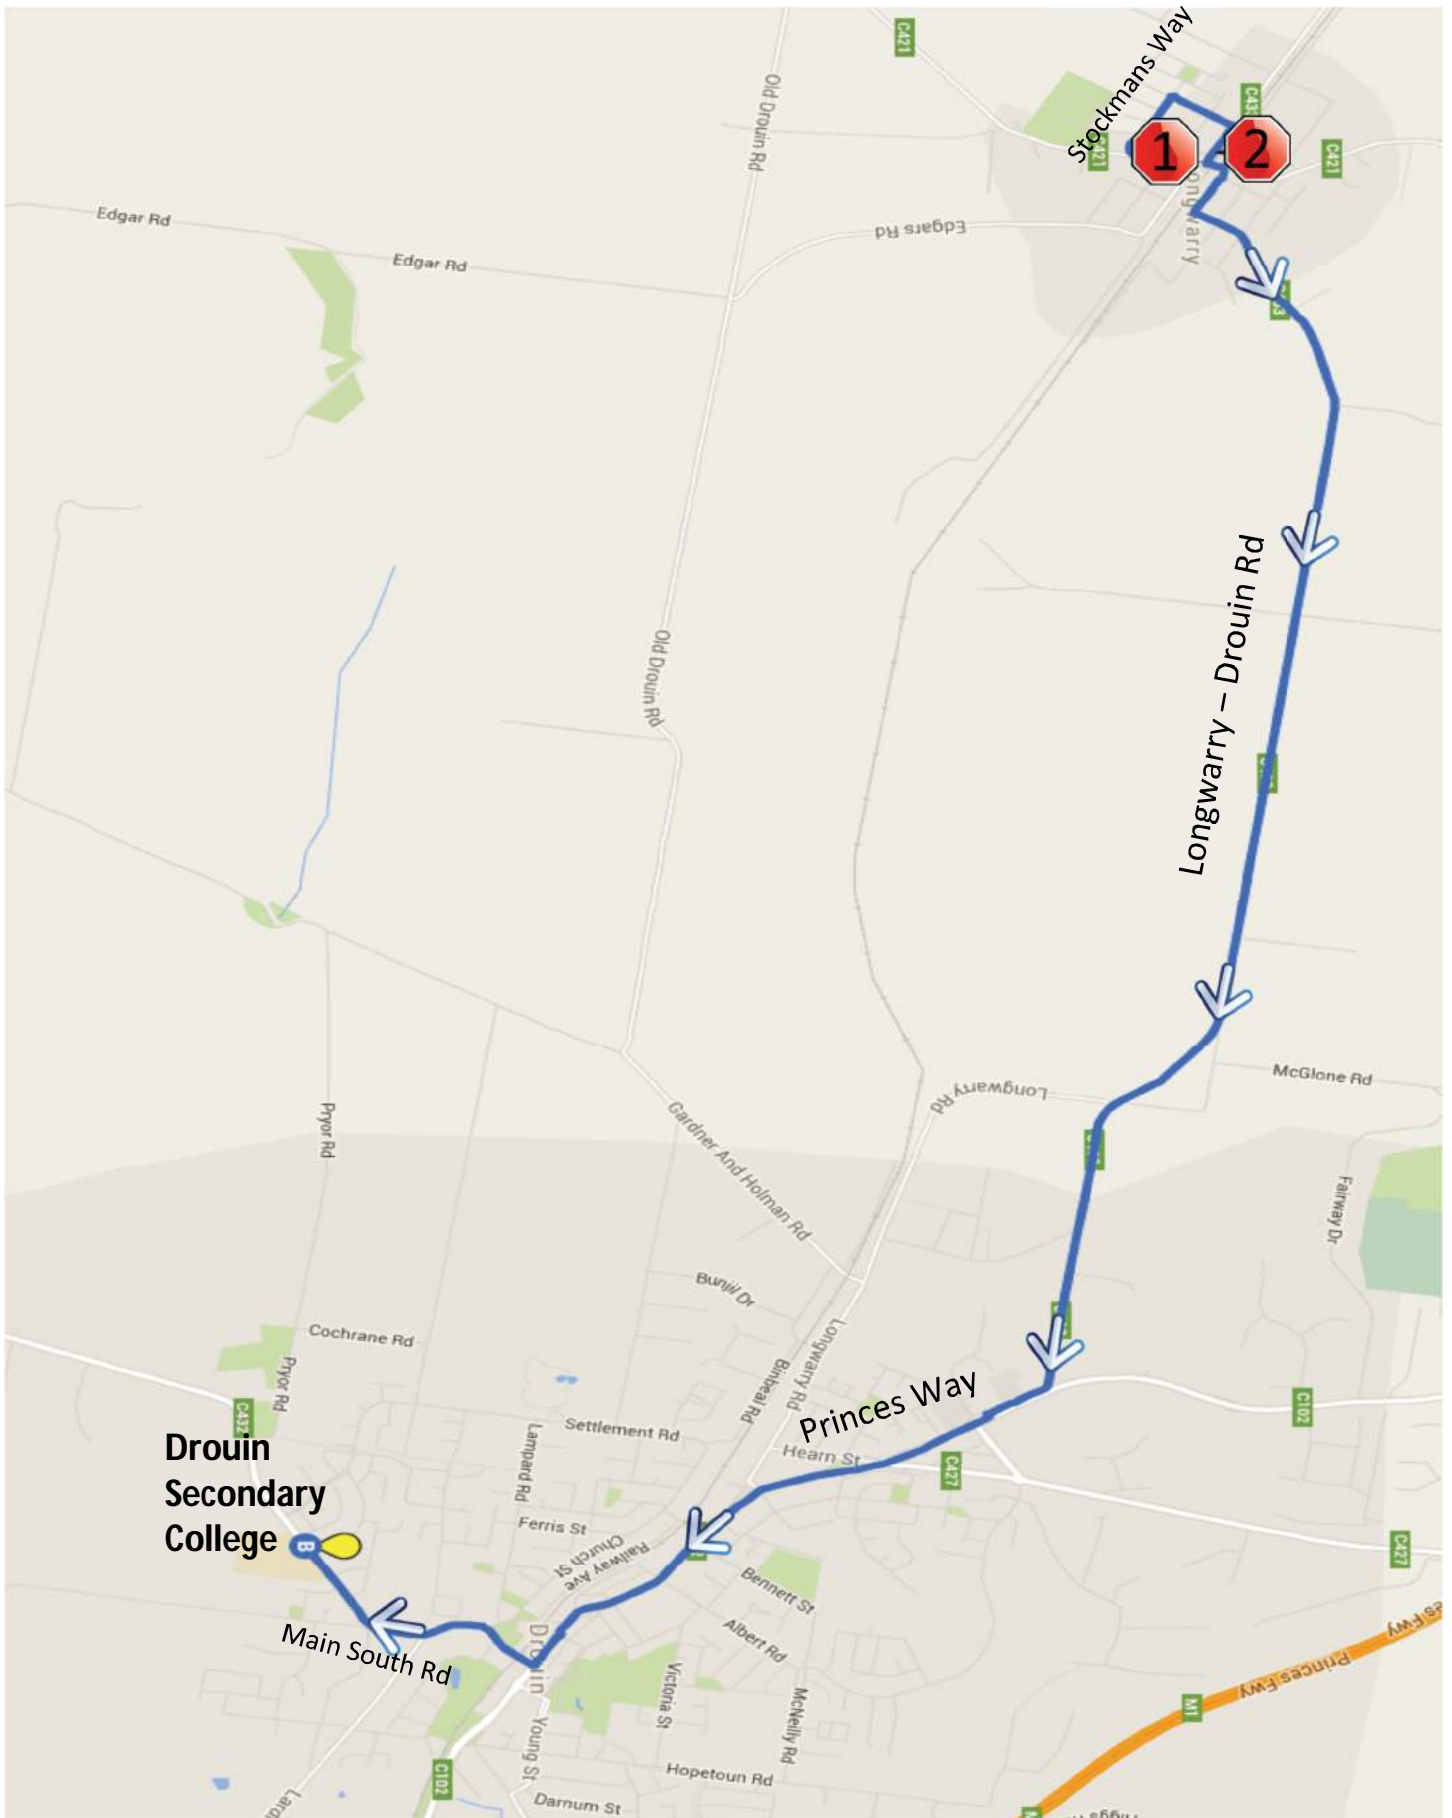 Stockmans Way
C421
Old Drouin Rd
C421
1
2
C421
Longwarry
Edgar Rd
Edgar Rd
Edgars Rd
Longwarry – Drouin Rd
Old Drouin Rd
McGlone Rd
Longwarry Rd
Pryor Rd
Gardner And Holman Rd
Fairway Dr
Bunjil Dr
Cochrane Rd
Pryor Rd
Longwarry Rd
Binbeal Rd
Princes Way
C432
C102
Settlement Rd
Lampard Rd
Hearn St
C427
Drouin
Secondary
College
B
Ferris St
Church St
Railway Ave
C427
Bennett St
Albert Rd
Main South Rd
Drouin
Victoria St
McNeilly Rd
Princes Fwy
M1
Young St
C102
Hopetoun Rd
Darnum St